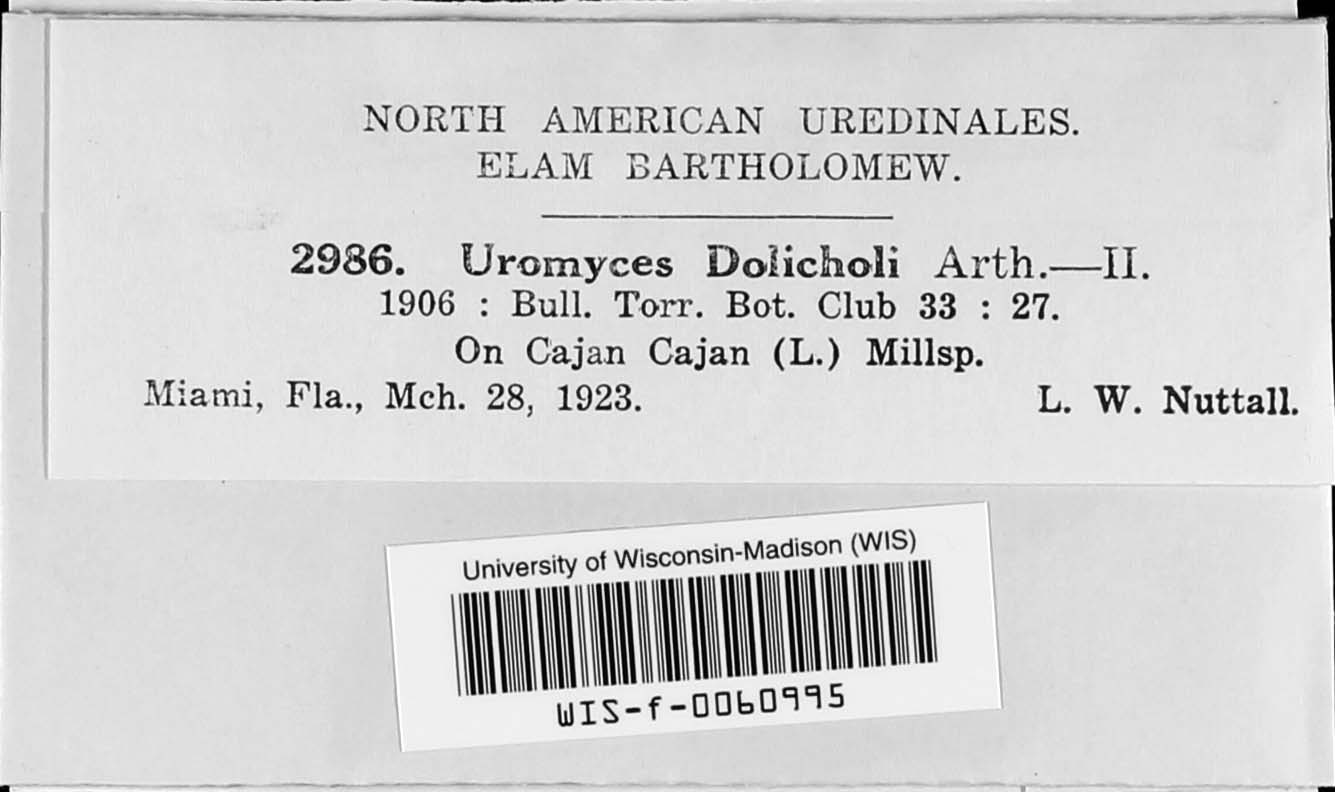 NORTH AMERICAN UREDINALES.
ELAM BARTHOLOMEW.
2986. Uromyces Dolicholi Arth.—II.
1906 : Bull. Torr. Bot. Club 33 : 27.
On Cajan Cajan (L.) Millsp.
Miami, Fla., Mch. 28, 1923. L. W. Nuttall.
University of Wisconsin-Madison (WIS)
WIS-f-0060995